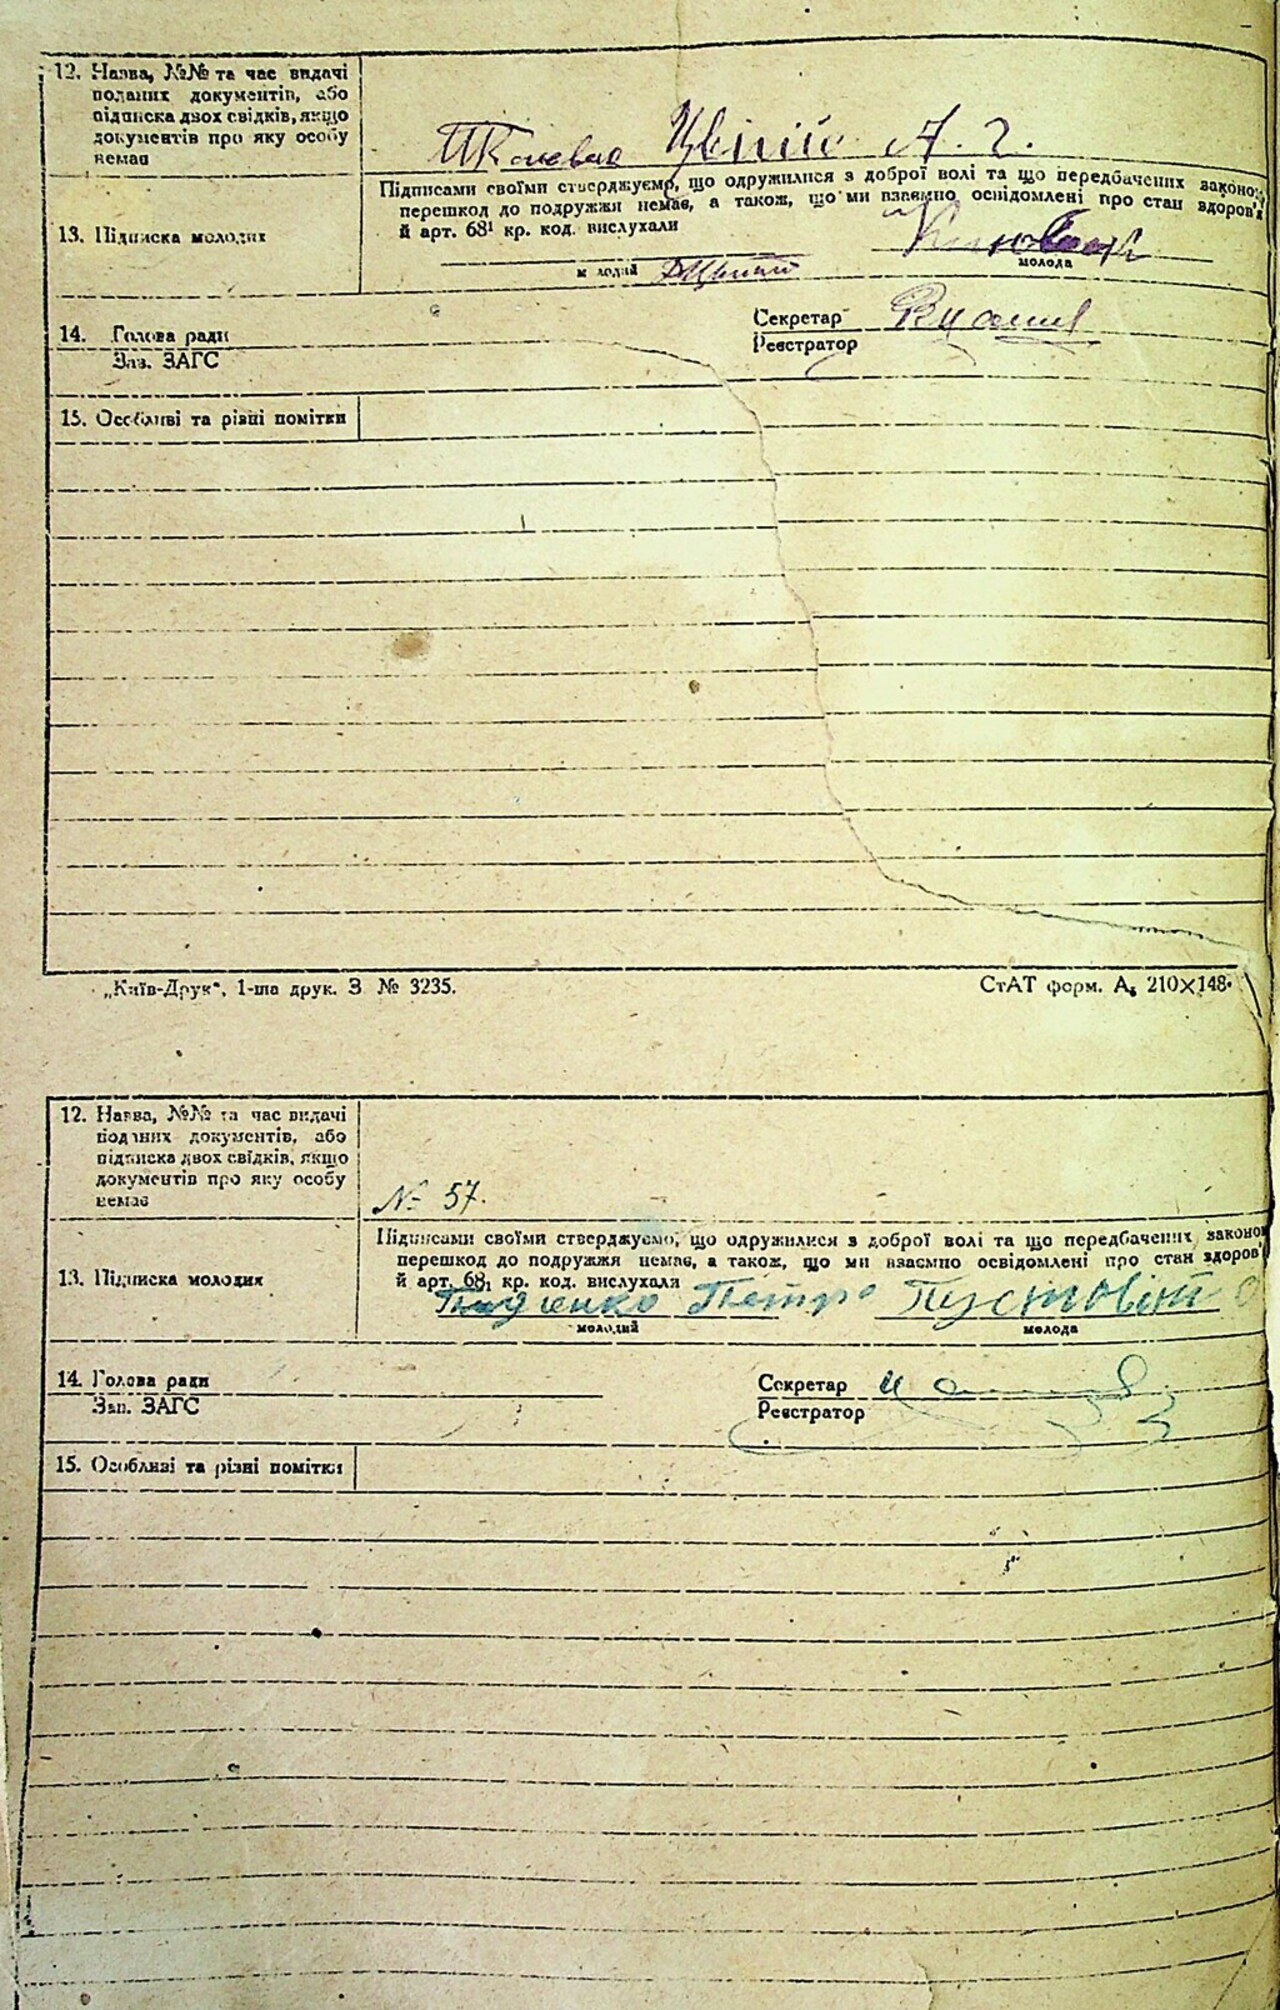 12. Назва, №№ та час видачі
поданих документів, або
підписка двох свідків, якщо
документів про яку особу
немає
А. Г.
Підписами своїми стверджуємо, що одружилися з доброї волі та що передбачених законом
перешкод до подружжя немає, а також, що ми взаємно освідомлені про стан здоров'я
й арт. 68¹ кр. код. вислухали
13. Підписка молодих
молодий
молода
14. Голова ради
Зав. ЗАГС
Секретар
Реєстратор
15. Особливі та різні помітки
„Київ-Друк“, 1-ша друк. З № 3235.
СтАТ форм. А₅ 210×148.
12. Назва, №№ та час видачі
поданих документів, або
підписка двох свідків, якщо
документів про яку особу
немає
№ 57.
Підписами своїми стверджуємо, що одружилися з доброї волі та що передбачених законо
перешкод до подружжя немає, а також, що ми взаємно освідомлені про стан здоров'
й арт. 68₁ кр. код. вислухали
13. Підписка молодих
Петро Пустовіт О
молодий
молода
14. Голова ради
Зав. ЗАГС
Секретар
Реєстратор
15. Особливі та різні помітки